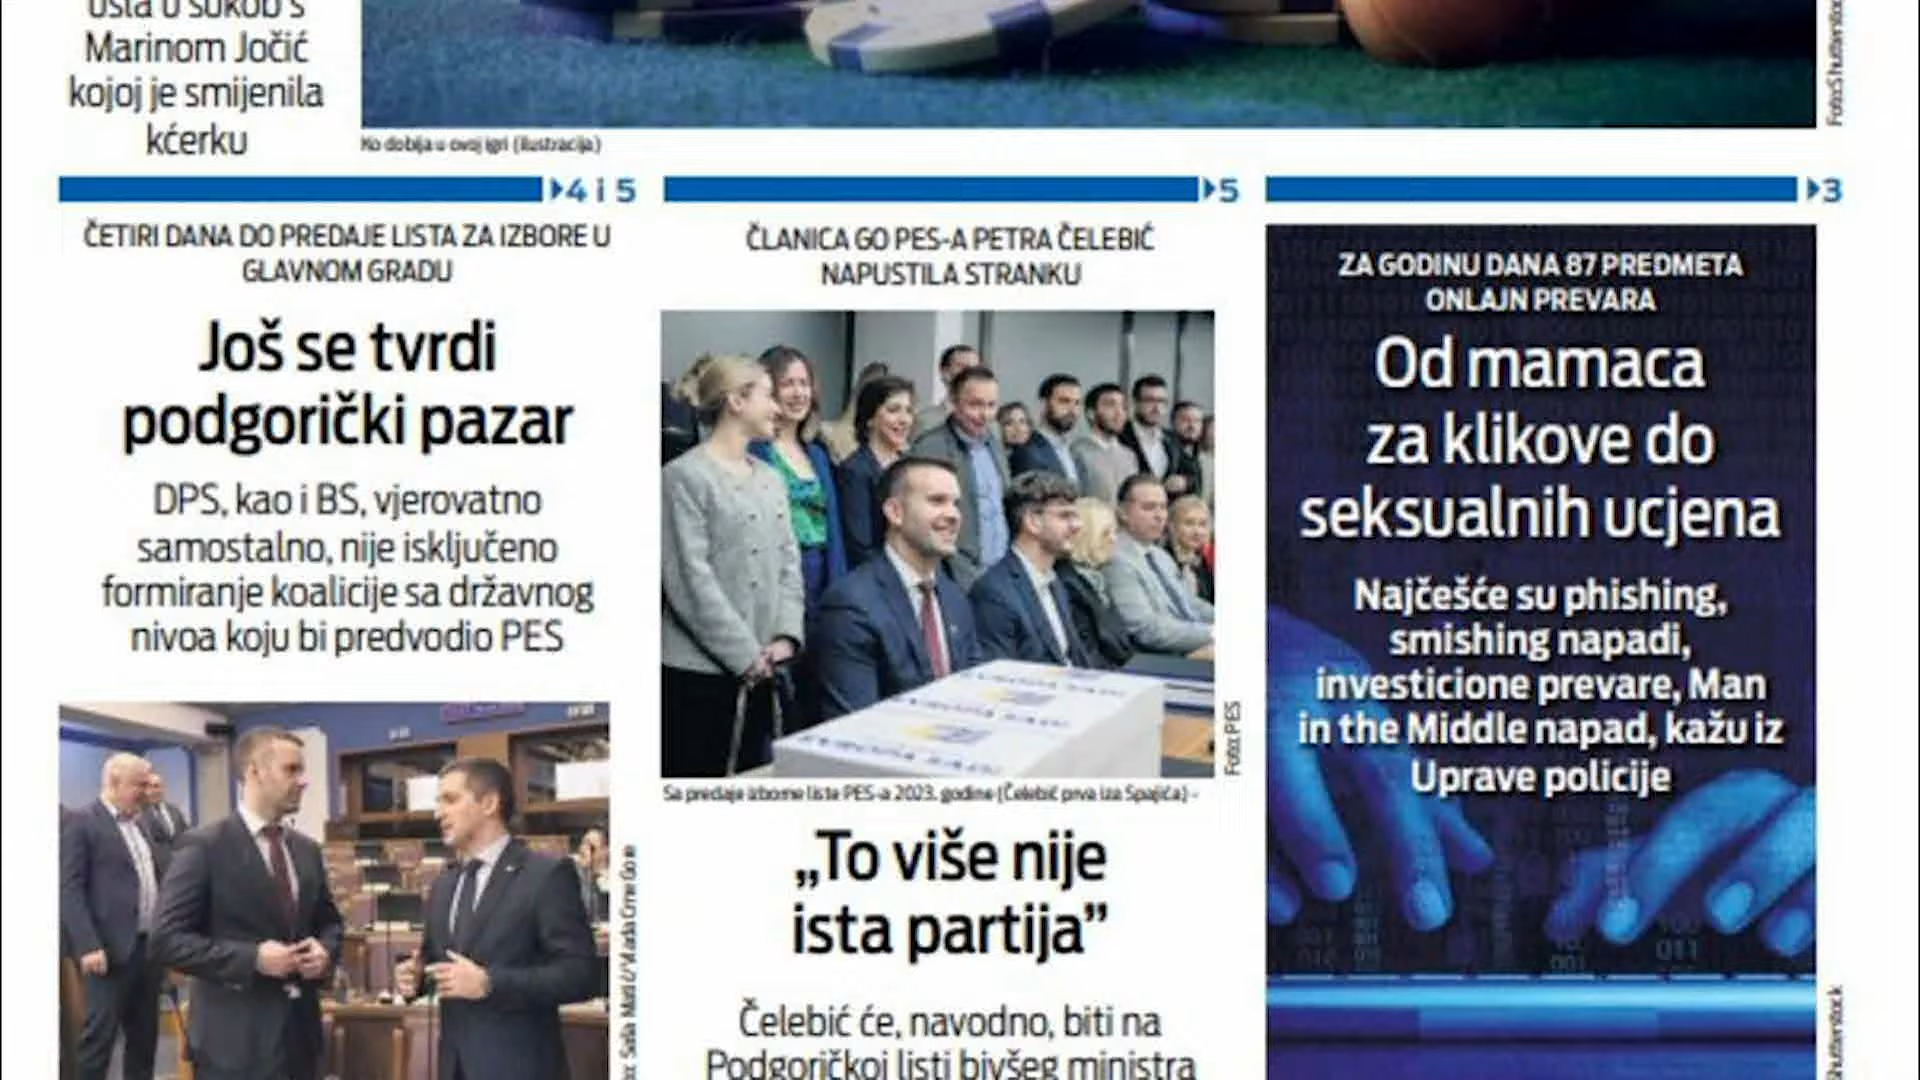 ušla u sukob s
Marinom Jočić
kojoj je smijenila
kćerku
Ko dobija u ovoj igri (ilustracija)
Foto: Shutterstock
4 i 5
ČETIRI DANA DO PREDAJE LISTA ZA IZBORE U
GLAVNOM GRADU
Još se tvrdi
podgorički pazar
DPS, kao i BS, vjerovatno
samostalno, nije isključeno
formiranje koalicije sa državnog
nivoa koju bi predvodio PES
5
ČLANICA GO PES-A PETRA ČELEBIĆ
NAPUSTILA STRANKU
Foto: PES
Sa predaje izborne liste PES-a 2023. godine (Čelebić prva iza Spajića) -
„To više nije
ista partija”
Čelebić će, navodno, biti na
Podgoričkoj listi bivšeg ministra
3
ZA GODINU DANA 87 PREDMETA
ONLAJN PREVARA
Od mamaca
za klikove do
seksualnih ucjena
Najčešće su phishing,
smishing napadi,
investicione prevare, Man
in the Middle napad, kažu iz
Uprave policije
Shutterstock